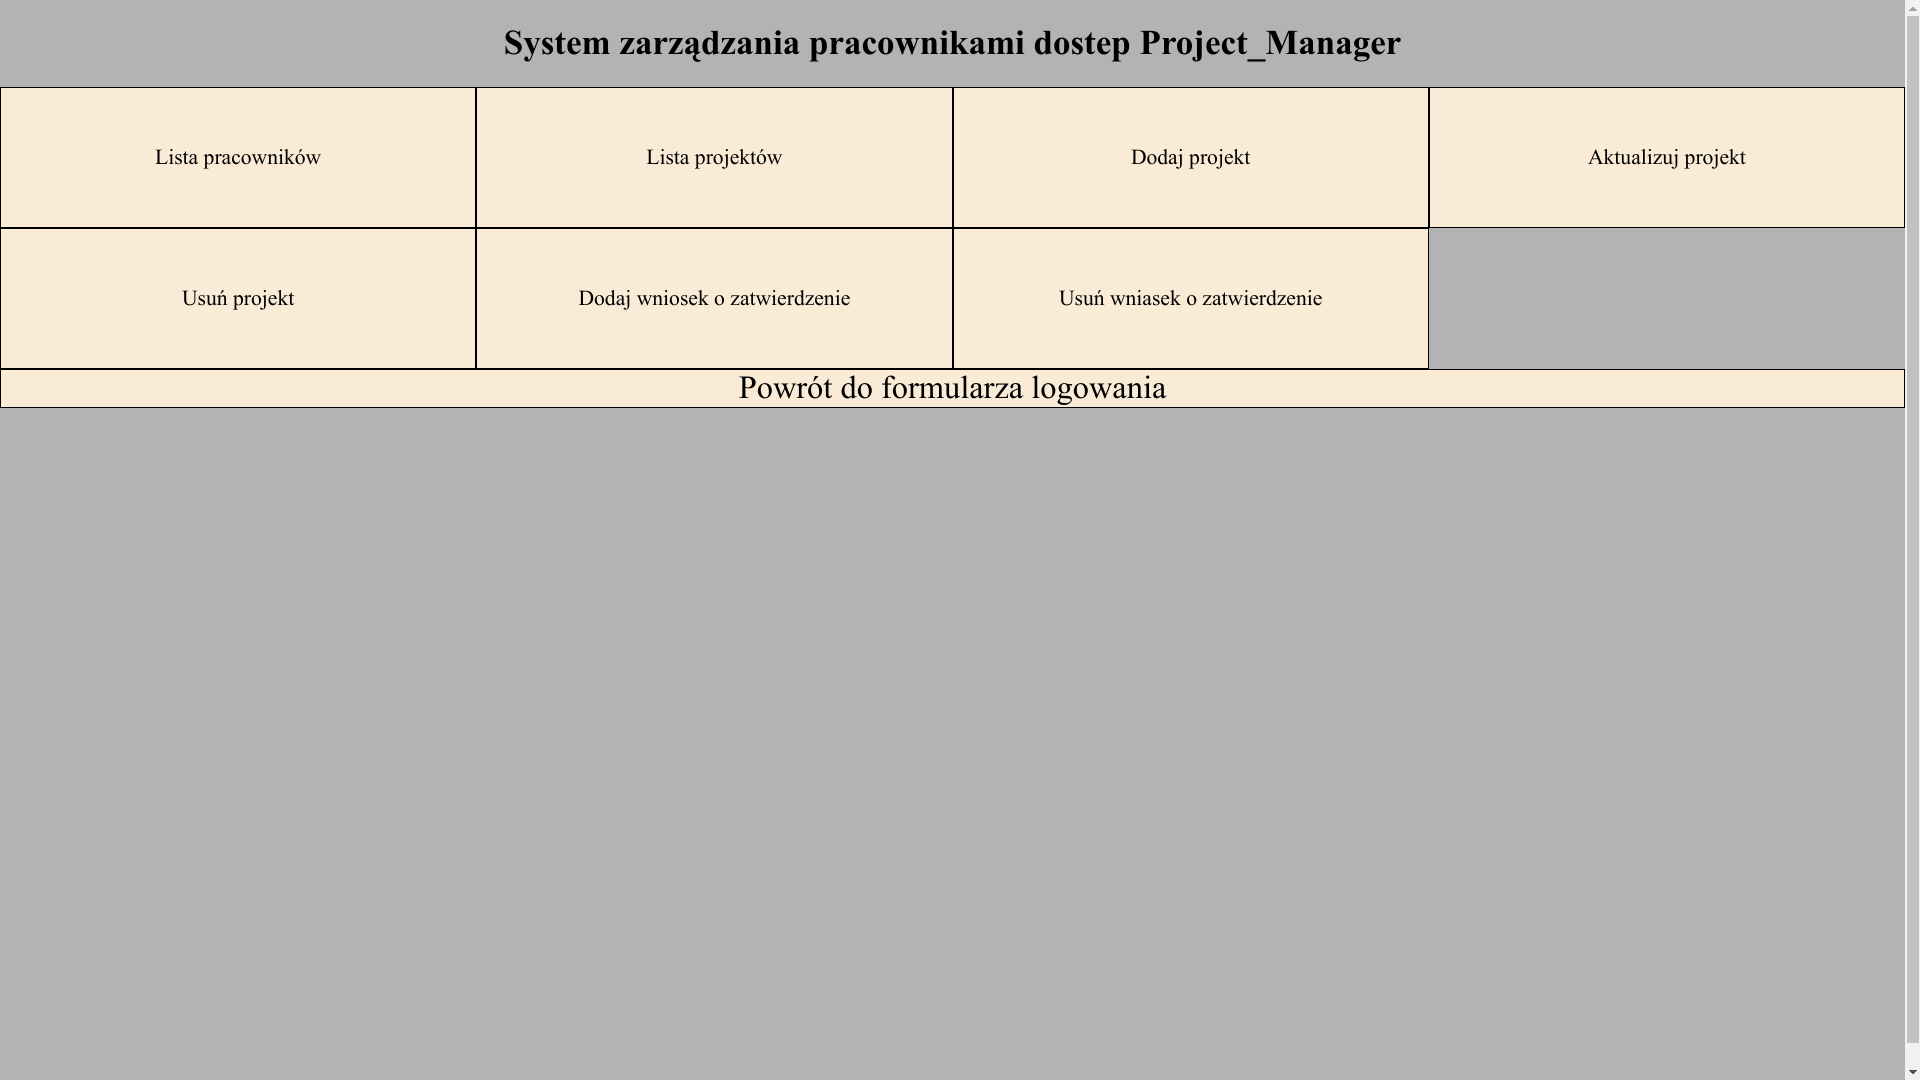 System zarządzania pracownikami dostep Project_Manager
Lista pracowników
Lista projektów
Dodaj projekt
Aktualizuj projekt
Usuń projekt
Dodaj wniosek o zatwierdzenie
Usuń wniasek o zatwierdzenie
Powrót do formularza logowania